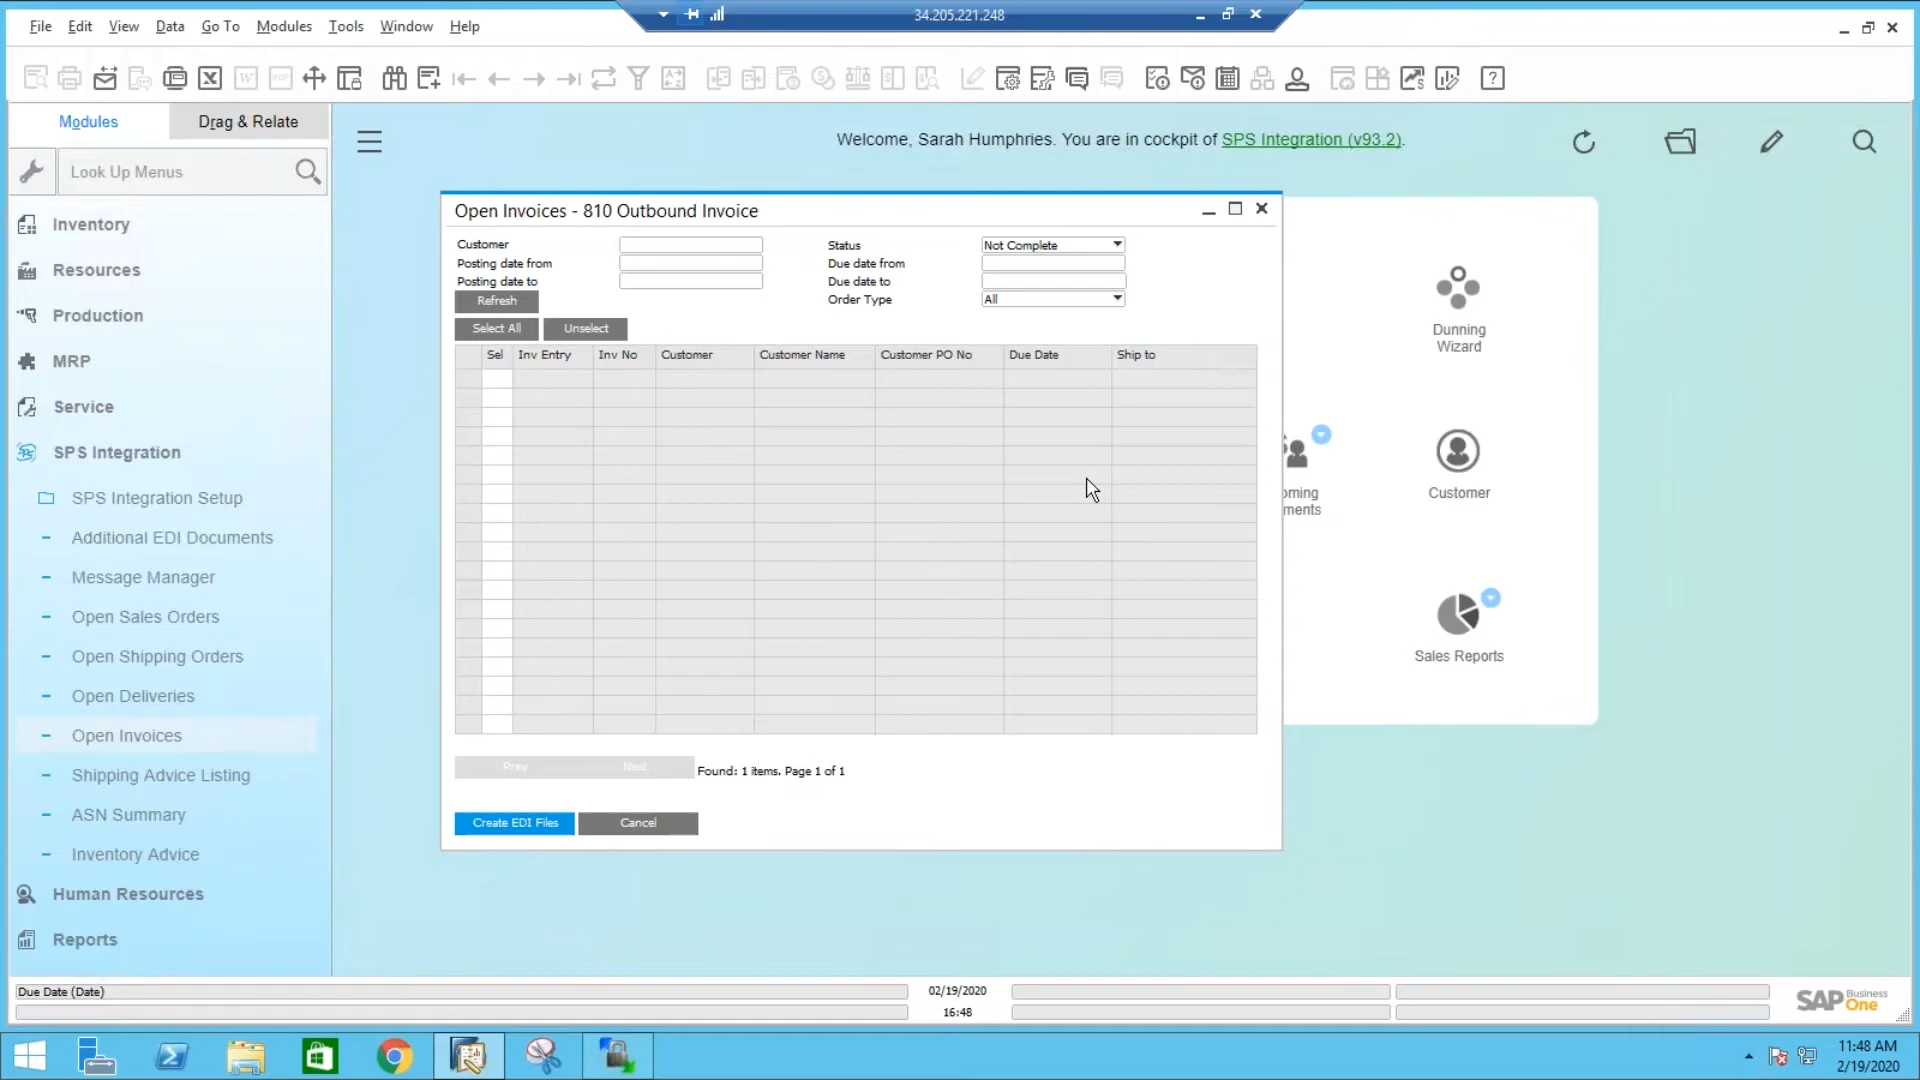 34.205.221.248
File Edit View Data Go To Modules Tools Window Help
Modules
Drag & Relate
Look Up Menus
Welcome, Sarah Humphries. You are in cockpit of SPS Integration (v93.2).
Inventory
Resources
Production
MRP
Service
SPS Integration
SPS Integration Setup
Additional EDI Documents
Message Manager
Open Sales Orders
Open Shipping Orders
Open Deliveries
Open Invoices
Shipping Advice Listing
ASN Summary
Inventory Advice
Human Resources
Reports
Open Invoices - 810 Outbound Invoice
Customer
Status Not Complete
Posting date from
Due date from
Posting date to
Due date to
Refresh
Order Type All
Select All Unselect
Sel Inv Entry Inv No Customer Customer Name Customer PO No Due Date Ship to
Prev Next Found: 1 items. Page 1 of 1
Create EDI Files Cancel
Dunning
Wizard
oming
ments
Customer
Sales Reports
Due Date (Date)
02/19/2020
16:48
SAP Business
One
11:48 AM
2/19/2020